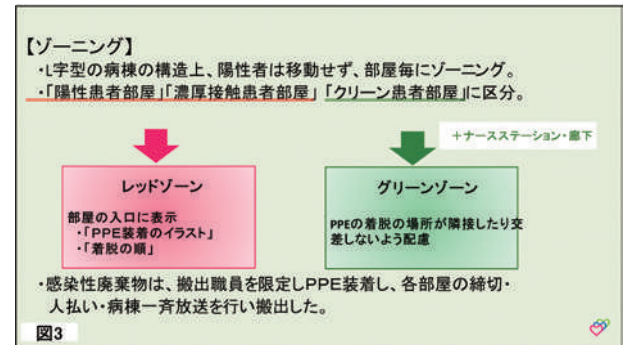 【ゾーニング】
・L字型の病棟の構造上、陽性者は移動せず、部屋毎にゾーニング。
・「陽性患者部屋」「濃厚接触患者部屋」「クリーン患者部屋」に区分。
＋ナースステーション・廊下
レッドゾーン
部屋の入口に表示
・「PPE装着のイラスト」
・「着脱の順」
グリーンゾーン
PPEの着脱の場所が隣接したり交
差しないよう配慮
・感染性廃棄物は、搬出職員を限定しPPE装着し、各部屋の締切・
人払い・病棟一斉放送を行い搬出した。
図3